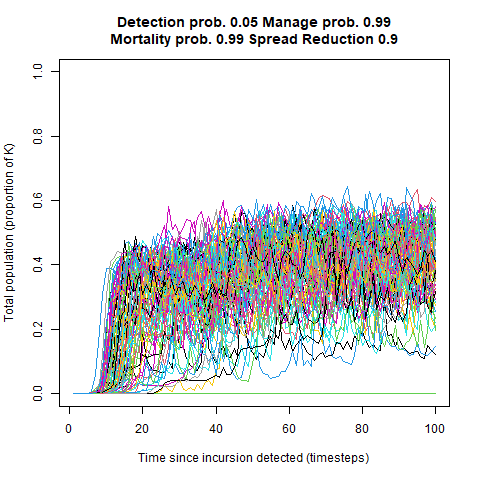 Detection prob. 0.05 Manage prob. 0.99
Mortality prob. 0.99 Spread Reduction 0.9
Total population (proportion of K)
1.0
0.8
0.6
0.4
0.2
0.0
0 20 40 60 80 100
Time since incursion detected (timesteps)